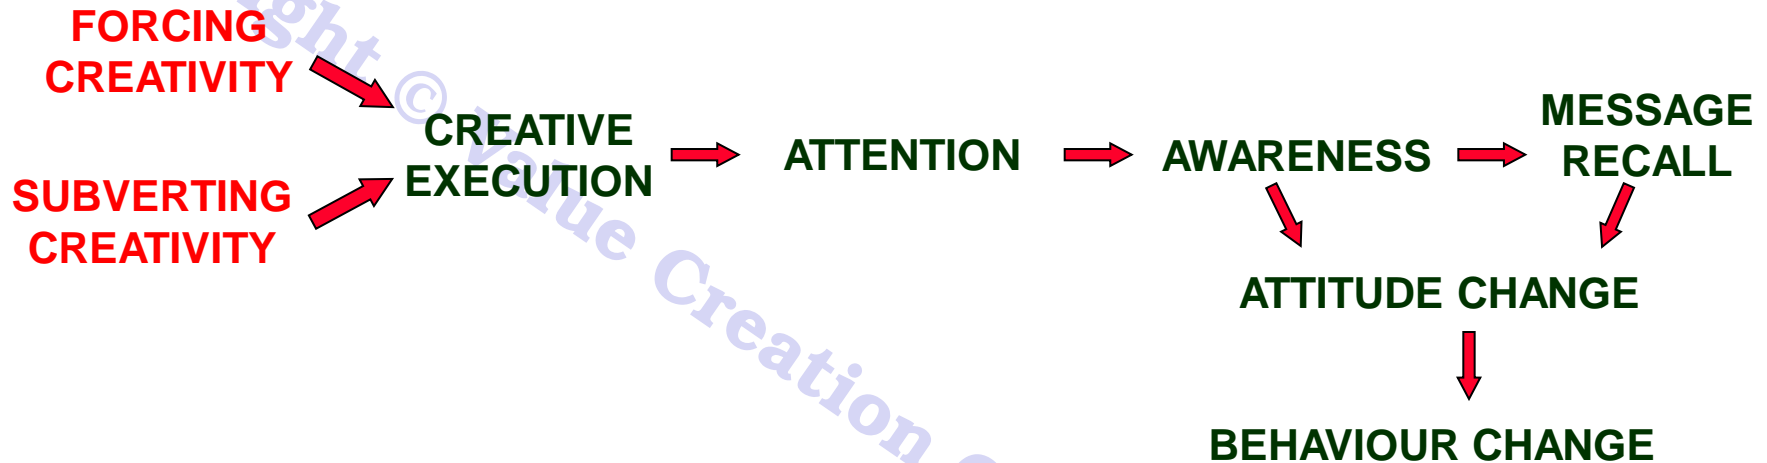 FORCING
CREATIVITY
SUBVERTING
CREATIVITY
CREATIVE
EXECUTION
ATTENTION
AWARENESS
MESSAGE
RECALL
ATTITUDE CHANGE
BEHAVIOUR CHANGE
© Value Creation